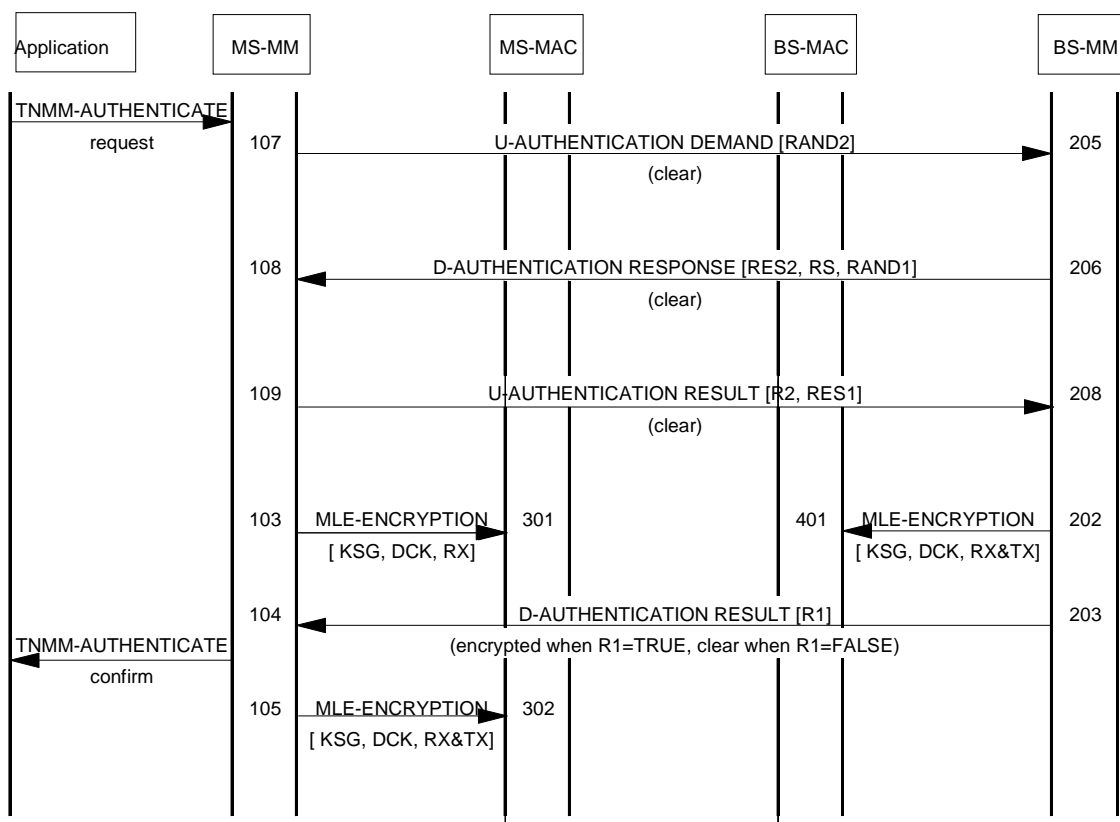 Application
MS-MM
MS-MAC
BS-MAC
BS-MM
TNMM-AUTHENTICATE
request
107
U-AUTHENTICATION DEMAND [RAND2]
205
(clear)
108
D-AUTHENTICATION RESPONSE [RES2, RS, RAND1]
206
(clear)
109
U-AUTHENTICATION RESULT [R2, RES1]
208
(clear)
103
MLE-ENCRYPTION
301
401
MLE-ENCRYPTION
202
[ KSG, DCK, RX]
[ KSG, DCK, RX&TX]
104
D-AUTHENTICATION RESULT [R1]
203
TNMM-AUTHENTICATE
(encrypted when R1=TRUE, clear when R1=FALSE)
confirm
105
MLE-ENCRYPTION
302
[ KSG, DCK, RX&TX]